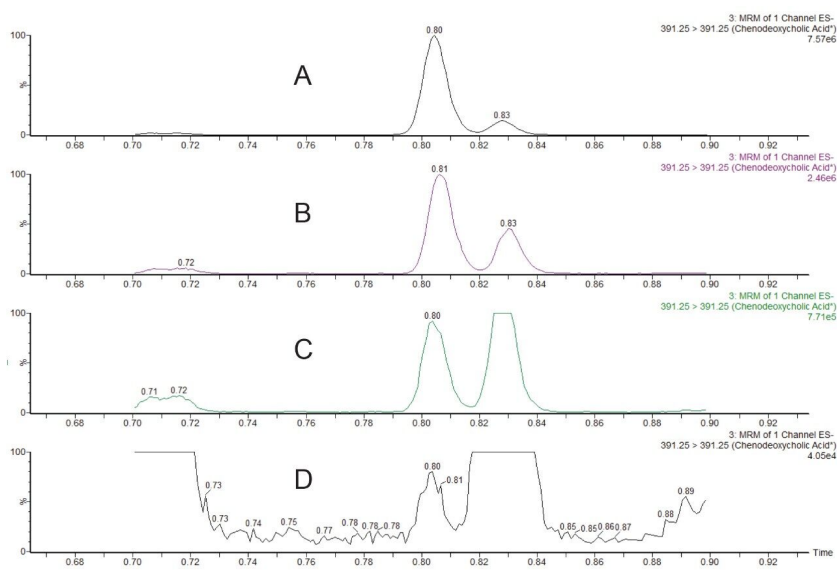 3: MRM of 1 Channel ES-
391.25 > 391.25 (Chenodeoxycholic Acid*)
7.57e6
100
0.80
A
%
0.83
0
0.68 0.70 0.72 0.74 0.76 0.78 0.80 0.82 0.84 0.86 0.88 0.90 0.92
3: MRM of 1 Channel ES-
391.25 > 391.25 (Chenodeoxycholic Acid*)
2.46e6
100
0.81
B
%
0.83
0.72
0
0.68 0.70 0.72 0.74 0.76 0.78 0.80 0.82 0.84 0.86 0.88 0.90 0.92
3: MRM of 1 Channel ES-
391.25 > 391.25 (Chenodeoxycholic Acid*)
7.71e5
100
0.80
C
%
0.71 0.72
0
0.68 0.70 0.72 0.74 0.76 0.78 0.80 0.82 0.84 0.86 0.88 0.90 0.92
3: MRM of 1 Channel ES-
391.25 > 391.25 (Chenodeoxycholic Acid*)
4.05e4
100
D
0.80
0.81
0.73
%
0.89
0.73 0.74 0.75 0.77 0.78 0.78 0.78 0.85 0.85 0.86 0.87 0.88
0
Time
0.68 0.70 0.72 0.74 0.76 0.78 0.80 0.82 0.84 0.86 0.88 0.90 0.92